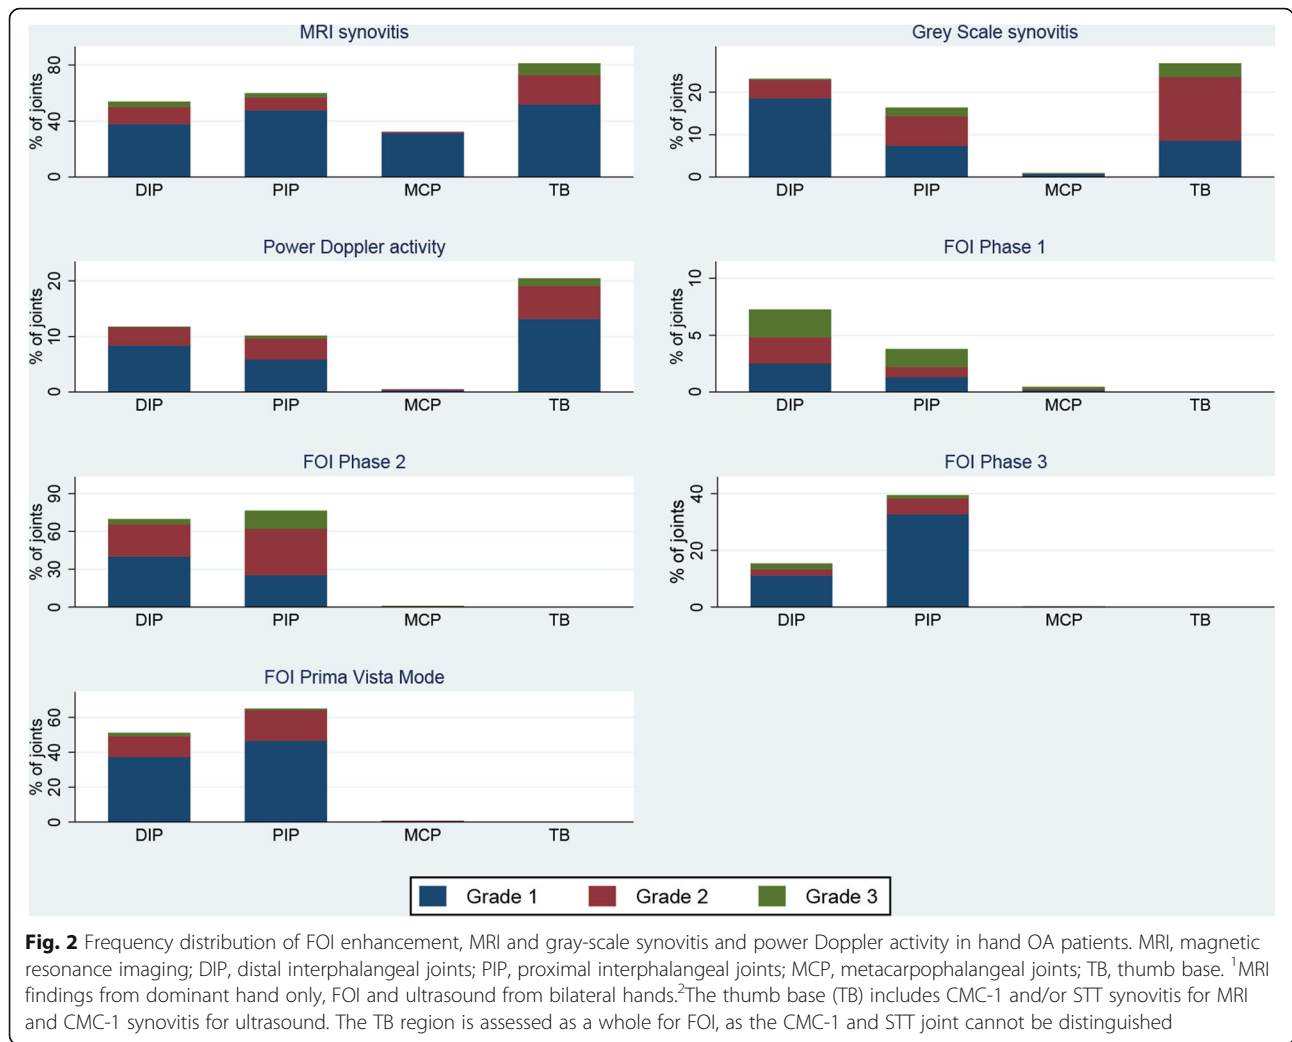 MRI synovitis
% of joints
80
40
0
DIP PIP MCP TB
Grey Scale synovitis
% of joints
20
10
0
DIP PIP MCP TB
Power Doppler activity
% of joints
20
10
0
DIP PIP MCP TB
FOI Phase 1
% of joints
10
5
0
DIP PIP MCP TB
FOI Phase 2
% of joints
90
60
30
0
DIP PIP MCP TB
FOI Phase 3
% of joints
40
20
0
DIP PIP MCP TB
FOI Prima Vista Mode
% of joints
60
40
20
0
DIP PIP MCP TB
Grade 1 Grade 2 Grade 3
Fig. 2 Frequency distribution of FOI enhancement, MRI and gray-scale synovitis and power Doppler activity in hand OA patients. MRI, magnetic
resonance imaging; DIP, distal interphalangeal joints; PIP, proximal interphalangeal joints; MCP, metacarpophalangeal joints; TB, thumb base. ¹MRI
findings from dominant hand only, FOI and ultrasound from bilateral hands.²The thumb base (TB) includes CMC-1 and/or STT synovitis for MRI
and CMC-1 synovitis for ultrasound. The TB region is assessed as a whole for FOI, as the CMC-1 and STT joint cannot be distinguished